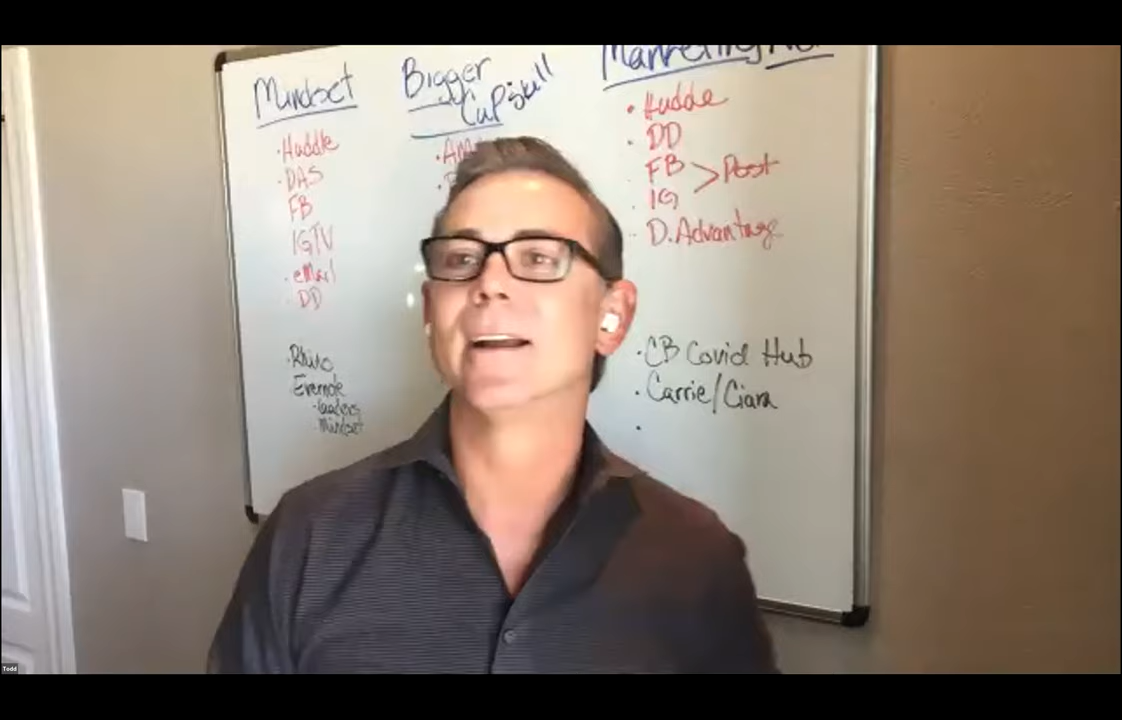 Mindset
· Huddle
· DAS
FB
IGTV
· eMail
· DD
· Rhino
Evernote
· leaders
· Mindset
Bigger
Cup Skill
· AM
Marketing
· Huddle
· DD
FB > Post
· IG
· D. Advantage
· CB Covid Hub
· Carrie/Ciara
·
Todd